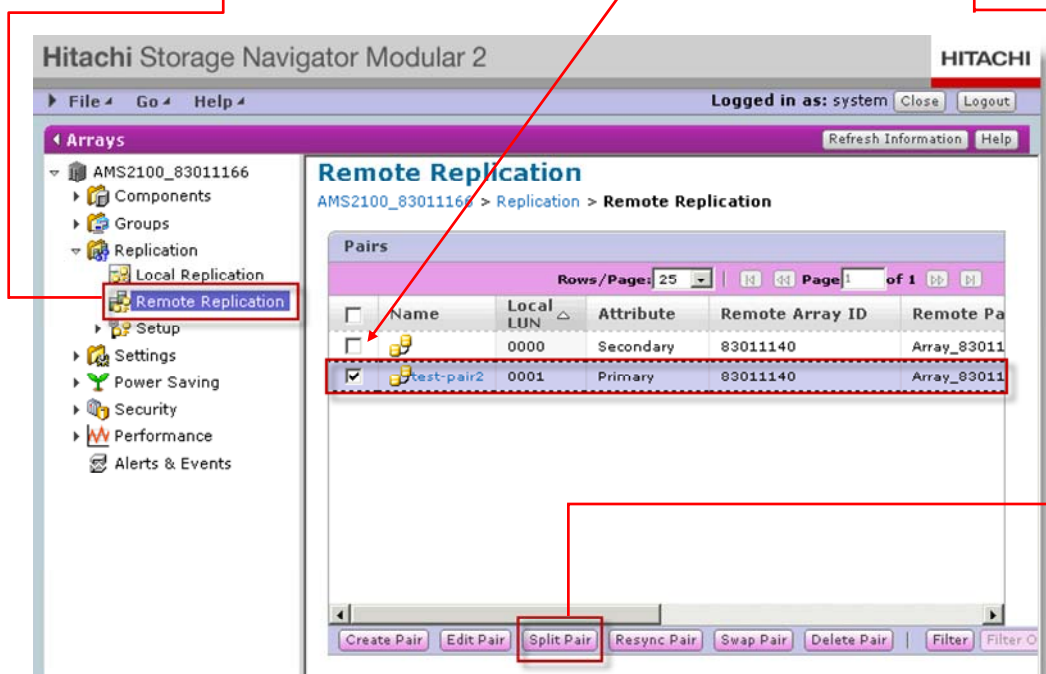 Hitachi Storage Navigator Modular 2
HITACHI
File Go Help
Logged in as: system Close Logout
Arrays
Refresh Information Help
AMS2100_83011166
Components
Groups
Replication
Local Replication
Remote Replication
Setup
Settings
Power Saving
Security
Performance
Alerts & Events
Remote Replication
AMS2100_83011166 > Replication > Remote Replication
Pairs
Rows/Page: 25 | Page 1 of 1
Name Local LUN Attribute Remote Array ID Remote Pa
0000 Secondary 83011140 Array_83011
test-pair2 0001 Primary 83011140 Array_83011
Create Pair Edit Pair Split Pair Resync Pair Swap Pair Delete Pair | Filter Filter O